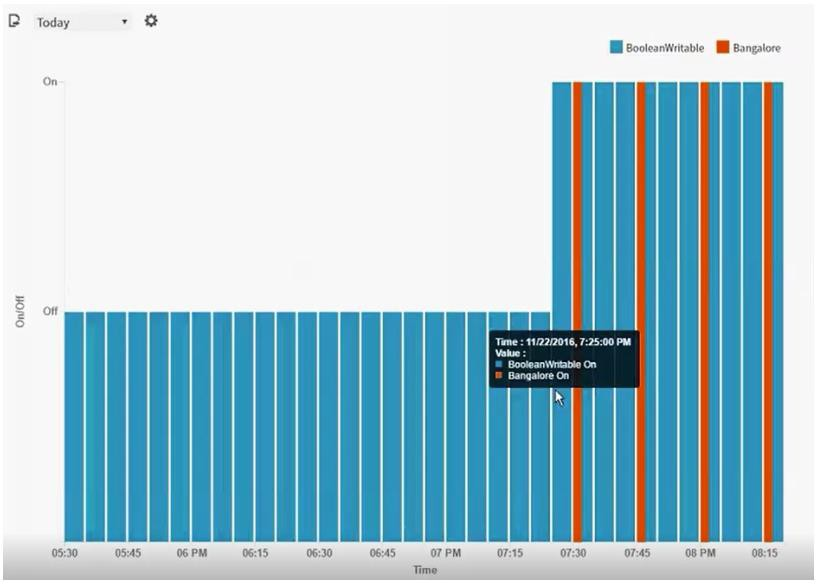 Today
BooleanWritable Bangalore
On
Off
On/Off
Time : 11/22/2016, 7:25:00 PM
Value :
BooleanWritable On
Bangalore On
05:30 05:45 06 PM 06:15 06:30 06:45 07 PM 07:15 07:30 07:45 08 PM 08:15
Time